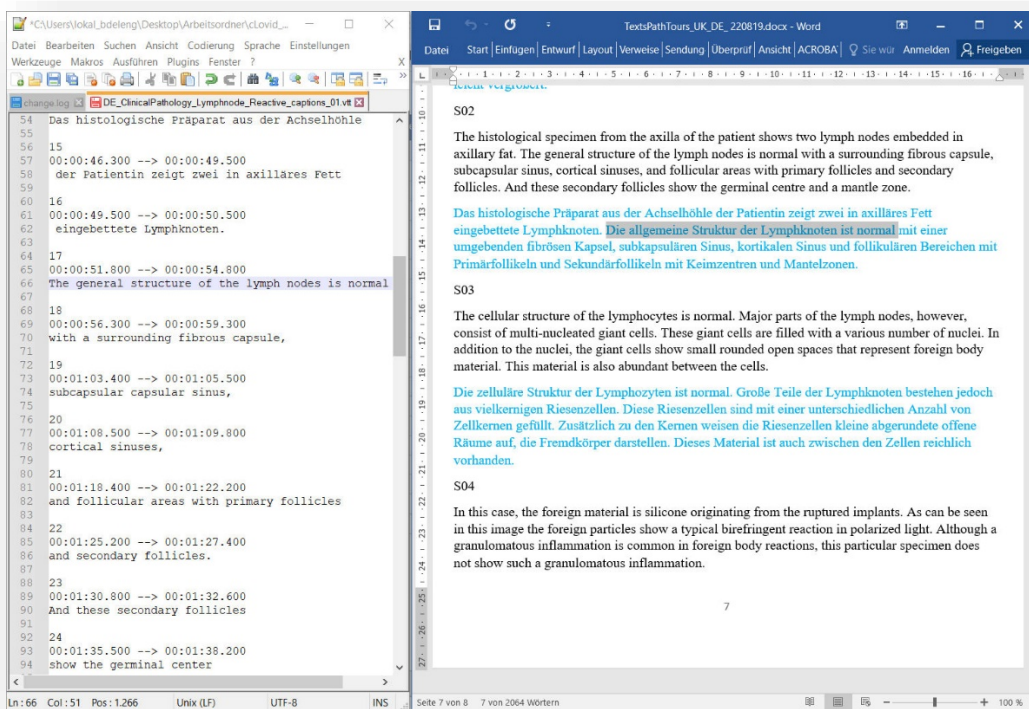 *C:\Users\lokal_bdeleng\Desktop\Arbeitsordner\cLovid_...
Datei Bearbeiten Suchen Ansicht Codierung Sprache Einstellungen
Werkzeuge Makros Ausführen Plugins Fenster ? X
change.log DE_ClinicalPathology_Lymphnode_Reactive_captions_01.vtt
54 Das histologische Präparat aus der Achselhöhle
55
56 15
57 00:00:46.300 --> 00:00:49.500
58 der Patientin zeigt zwei in axilläres Fett
59
60 16
61 00:00:49.500 --> 00:00:50.500
62 eingebettete Lymphknoten.
63
64 17
65 00:00:51.800 --> 00:00:54.800
66 The general structure of the lymph nodes is normal
67
68 18
69 00:00:56.300 --> 00:00:59.300
70 with a surrounding fibrous capsule,
71
72 19
73 00:01:03.400 --> 00:01:05.500
74 subcapsular capsular sinus,
75
76 20
77 00:01:08.500 --> 00:01:09.800
78 cortical sinuses,
79
80 21
81 00:01:18.400 --> 00:01:22.200
82 and follicular areas with primary follicles
83
84 22
85 00:01:25.200 --> 00:01:27.400
86 and secondary follicles.
87
88 23
89 00:01:30.800 --> 00:01:32.600
90 And these secondary follicles
91
92 24
93 00:01:35.500 --> 00:01:38.200
94 show the germinal center
Ln:66 Col:51 Pos:1.266 Unix (LF) UTF-8 INS
TextsPathTours_UK_DE_220819.docx - Word
Datei Start Einfügen Entwurf Layout Verweise Sendung Überprüf Ansicht ACROBA Sie wür Anmelden Freigeben
1 2 3 4 5 6 7 8 9 10 11 12 13 14 15 16
leicht vergrößert.
S02
The histological specimen from the axilla of the patient shows two lymph nodes embedded in
axillary fat. The general structure of the lymph nodes is normal with a surrounding fibrous capsule,
subcapsular sinus, cortical sinuses, and follicular areas with primary follicles and secondary
follicles. And these secondary follicles show the germinal centre and a mantle zone.
Das histologische Präparat aus der Achselhöhle der Patientin zeigt zwei in axilläres Fett
eingebettete Lymphknoten. Die allgemeine Struktur der Lymphknoten ist normal mit einer
umgebenden fibrösen Kapsel, subkapsulären Sinus, kortikalen Sinus und follikulären Bereichen mit
Primärfollikeln und Sekundärfollikeln mit Keimzentren und Mantelzonen.
S03
The cellular structure of the lymphocytes is normal. Major parts of the lymph nodes, however,
consist of multi-nucleated giant cells. These giant cells are filled with a various number of nuclei. In
addition to the nuclei, the giant cells show small rounded open spaces that represent foreign body
material. This material is also abundant between the cells.
Die zelluläre Struktur der Lymphozyten ist normal. Große Teile der Lymphknoten bestehen jedoch
aus vielkernigen Riesenzellen. Diese Riesenzellen sind mit einer unterschiedlichen Anzahl von
Zellkernen gefüllt. Zusätzlich zu den Kernen weisen die Riesenzellen kleine abgerundete offene
Räume auf, die Fremdkörper darstellen. Dieses Material ist auch zwischen den Zellen reichlich
vorhanden.
S04
In this case, the foreign material is silicone originating from the ruptured implants. As can be seen
in this image the foreign particles show a typical birefringent reaction in polarized light. Although a
granulomatous inflammation is common in foreign body reactions, this particular specimen does
not show such a granulomatous inflammation.
7
Seite 7 von 8 7 von 2064 Wörtern 100 %